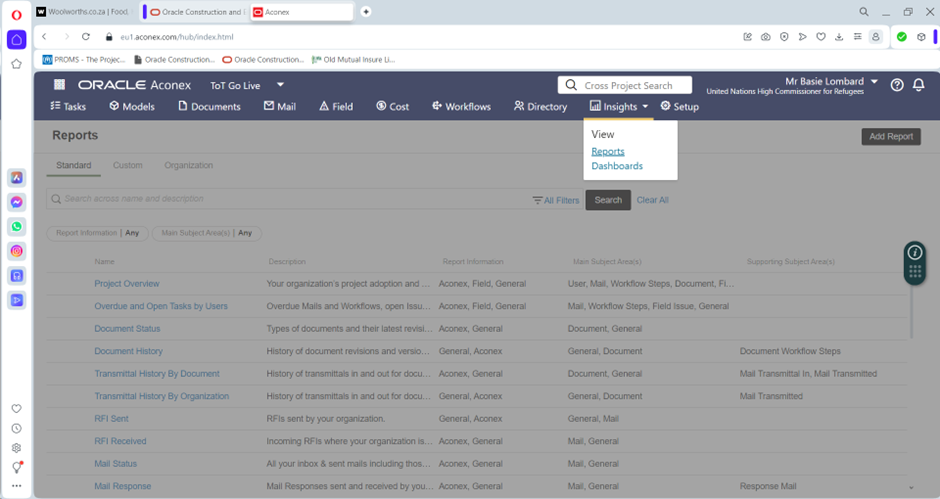 Woolworths.co.za | Food,
Oracle Construction and E
Aconex
eu1.aconex.com/hub/index.html
PROMS - The Projec...
Oracle Construction...
Oracle Construction...
Old Mutual Insure Li...
ORACLE Aconex
ToT Go Live
Cross Project Search
Mr Basie Lombard
United Nations High Commissioner for Refugees
Tasks
Models
Documents
Mail
Field
Cost
Workflows
Directory
Insights
Setup
View
Reports
Dashboards
Reports
Add Report
Standard
Custom
Organization
Search across name and description
All Filters
Search
Clear All
Report Information | Any
Main Subject Area(s) | Any
Name Description Report Information Main Subject Area(s) Supporting Subject Area(s)
Project Overview Your organization's project adoption and ... Aconex, Field, General User, Mail, Workflow Steps, Document, Fi...
Overdue and Open Tasks by Users Overdue Mails and Workflows, open Issu... Aconex, Field, General Mail, Workflow Steps, Field Issue, General
Document Status Types of documents and their latest revisi... Aconex, General Document, General
Document History History of document revisions and versio... General, Aconex General, Document Document Workflow Steps
Transmittal History By Document History of transmittals in and out for docu... Aconex, General Document, General Mail Transmittal In, Mail Transmitted
Transmittal History By Organization History of transmittals in and out for docu... Aconex, General General, Document Mail Transmitted
RFI Sent RFIs sent by your organization. General, Aconex General, Mail
RFI Received Incoming RFIs where your organization is... General, Aconex Mail, General
Mail Status All your inbox & sent mails including thos... Aconex, General Mail, General
Mail Response Mail Responses sent and received by you... General, Aconex Mail, General Response Mail